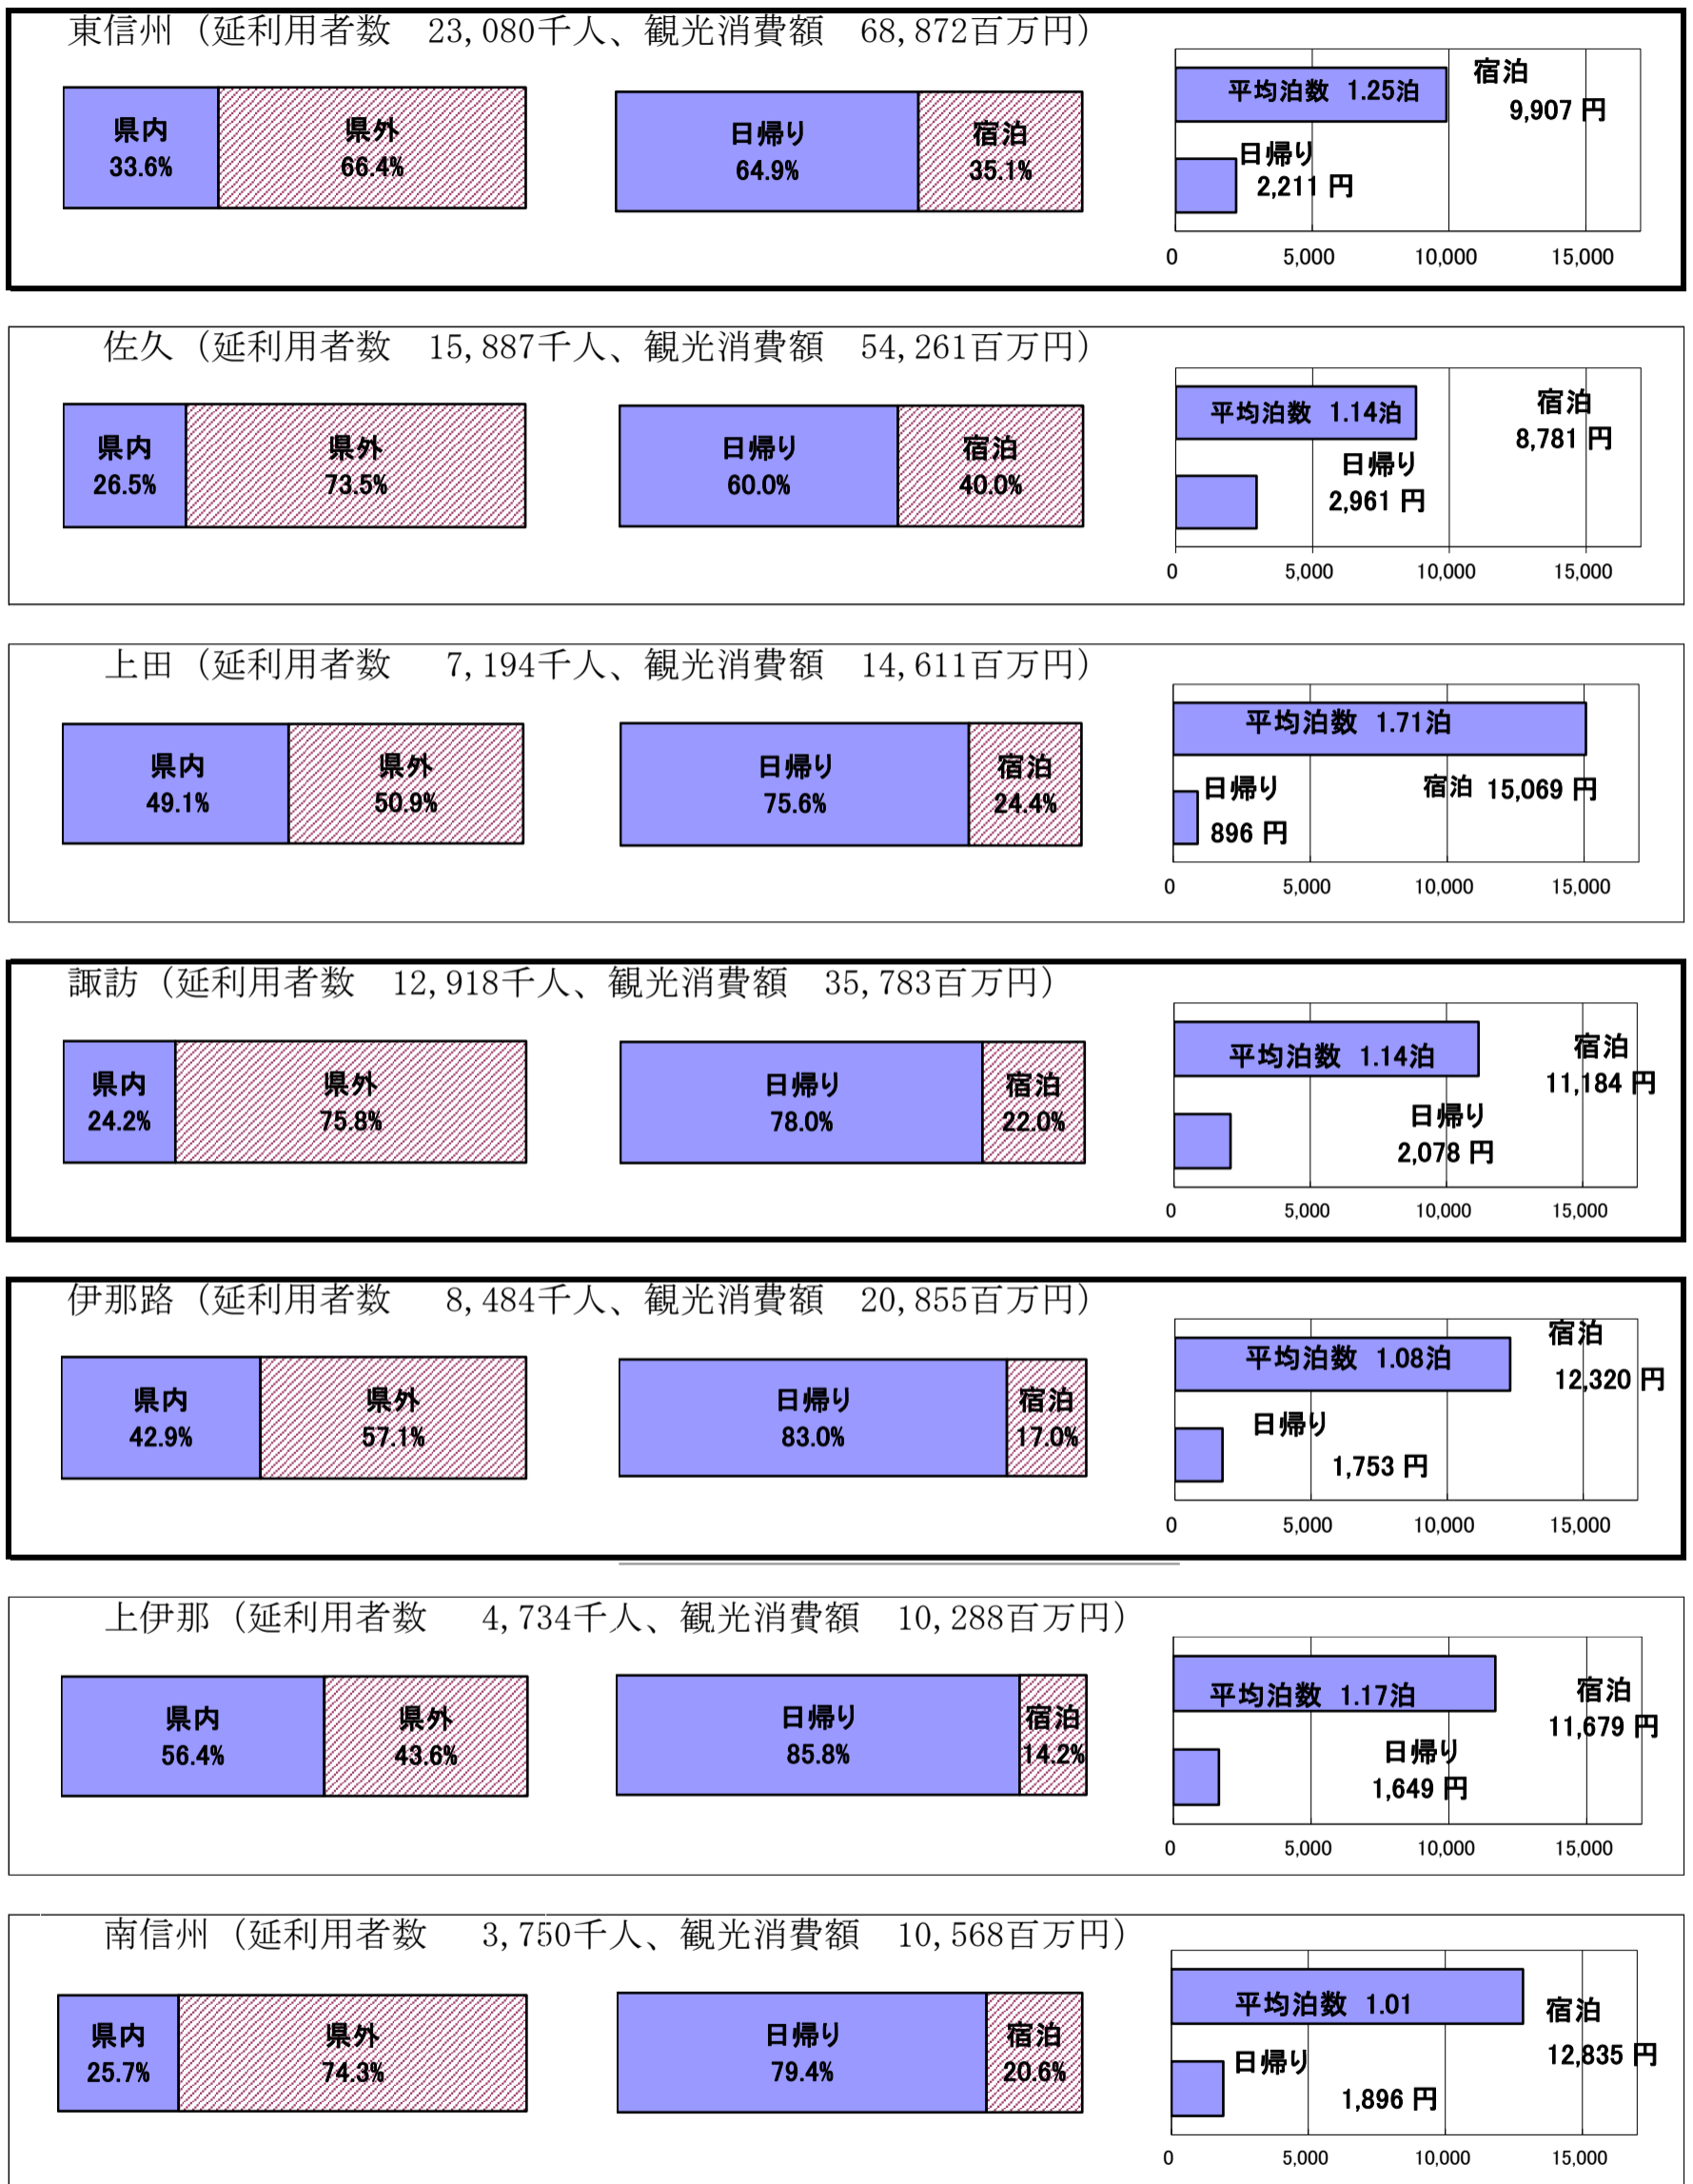 東信州（延利用者数　23,080千人、観光消費額　68,872百万円）
県内
33.6%
県外
66.4%
日帰り
64.9%
宿泊
35.1%
平均泊数 1.25泊
宿泊
9,907 円
日帰り
2,211 円
0 5,000 10,000 15,000
佐久（延利用者数　15,887千人、観光消費額　54,261百万円）
県内
26.5%
県外
73.5%
日帰り
60.0%
宿泊
40.0%
平均泊数 1.14泊
宿泊
8,781 円
日帰り
2,961 円
0 5,000 10,000 15,000
上田（延利用者数　7,194千人、観光消費額　14,611百万円）
県内
49.1%
県外
50.9%
日帰り
75.6%
宿泊
24.4%
平均泊数 1.71泊
宿泊 15,069 円
日帰り
896 円
0 5,000 10,000 15,000
諏訪（延利用者数　12,918千人、観光消費額　35,783百万円）
県内
24.2%
県外
75.8%
日帰り
78.0%
宿泊
22.0%
平均泊数 1.14泊
宿泊
11,184 円
日帰り
2,078 円
0 5,000 10,000 15,000
伊那路（延利用者数　8,484千人、観光消費額　20,855百万円）
県内
42.9%
県外
57.1%
日帰り
83.0%
宿泊
17.0%
平均泊数 1.08泊
宿泊
12,320 円
日帰り
1,753 円
0 5,000 10,000 15,000
上伊那（延利用者数　4,734千人、観光消費額　10,288百万円）
県内
56.4%
県外
43.6%
日帰り
85.8%
宿泊
14.2%
平均泊数 1.17泊
宿泊
11,679 円
日帰り
1,649 円
0 5,000 10,000 15,000
南信州（延利用者数　3,750千人、観光消費額　10,568百万円）
県内
25.7%
県外
74.3%
日帰り
79.4%
宿泊
20.6%
平均泊数 1.01
宿泊
12,835 円
日帰り
1,896 円
0 5,000 10,000 15,000